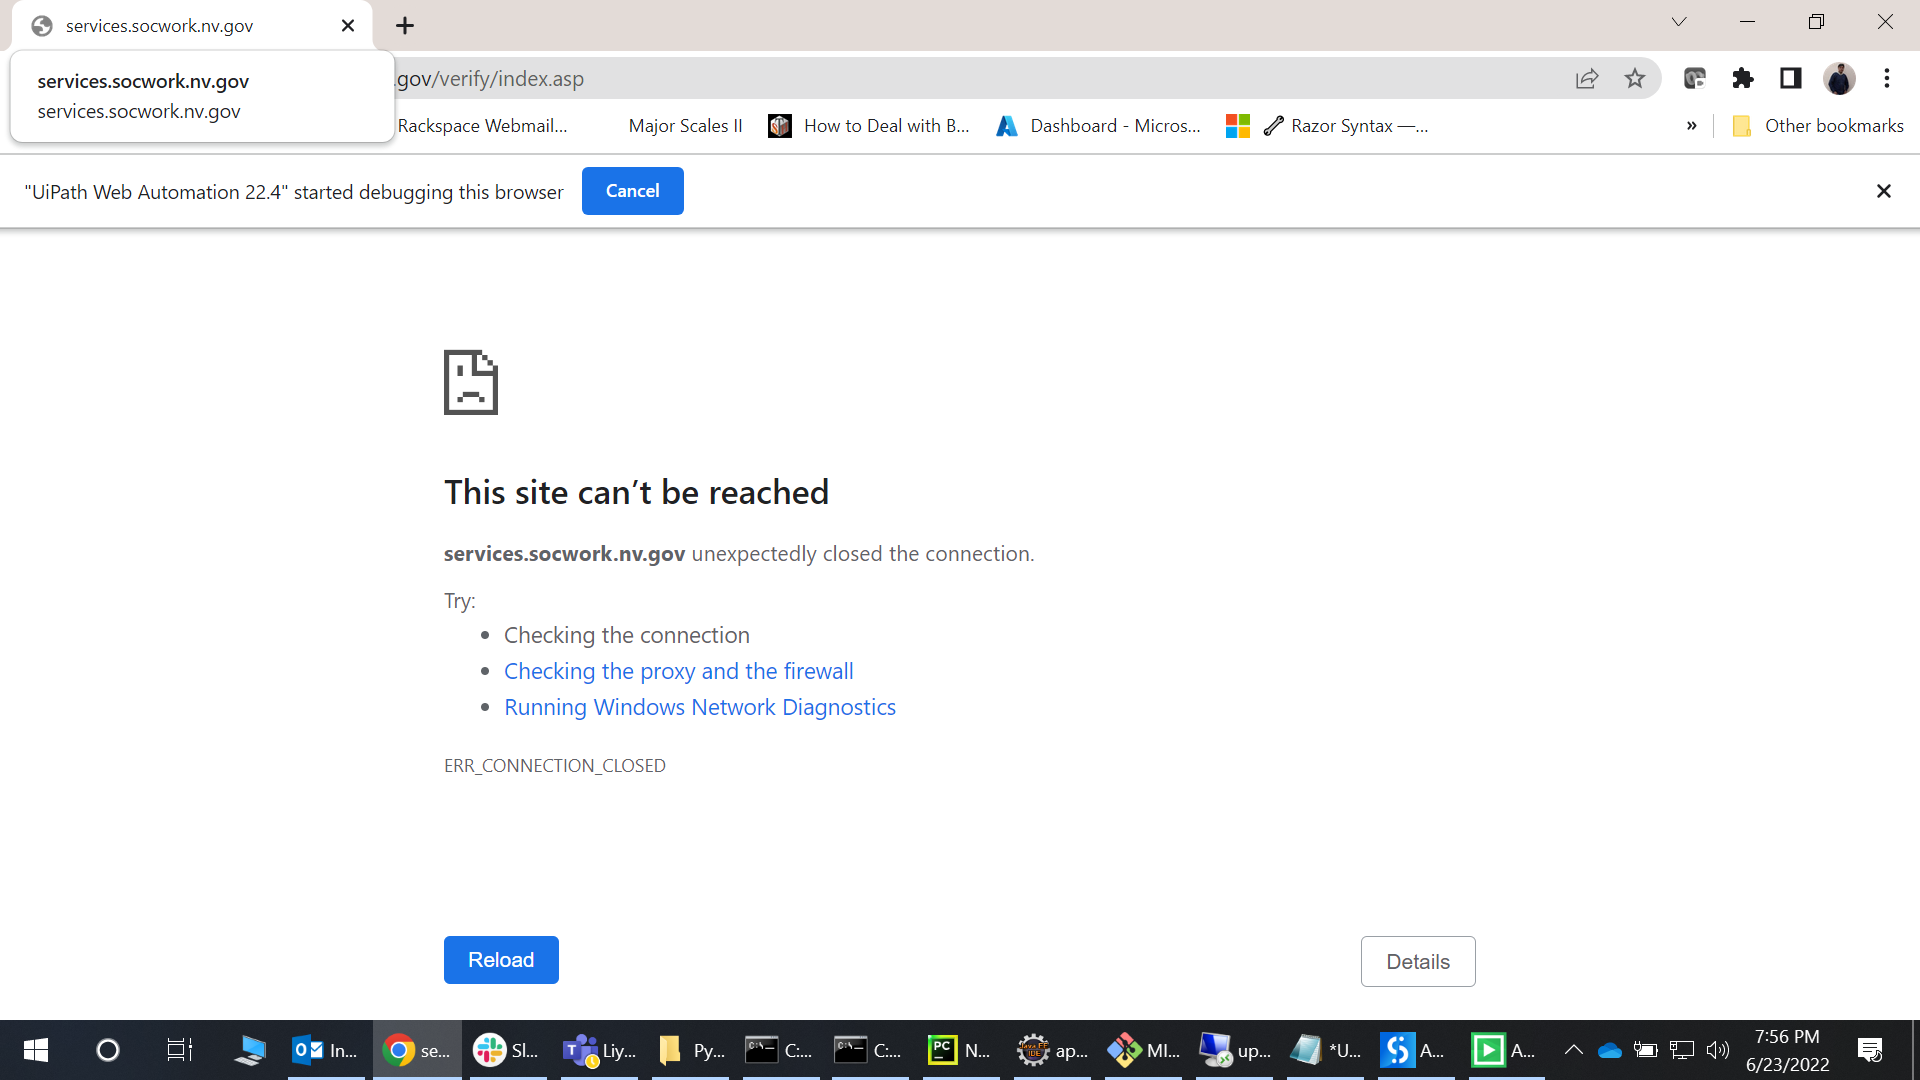 services.socwork.nv.gov
services.socwork.nv.gov
services.socwork.nv.gov
.gov/verify/index.asp
Rackspace Webmail...
Major Scales II
How to Deal with B...
Dashboard - Micros...
Razor Syntax —...
»
Other bookmarks
"UiPath Web Automation 22.4" started debugging this browser
Cancel
This site can’t be reached
services.socwork.nv.gov unexpectedly closed the connection.
Try:
Checking the connection
Checking the proxy and the firewall
Running Windows Network Diagnostics
ERR_CONNECTION_CLOSED
Reload
Details
In...
se...
Sl...
Liy...
Py...
C:...
C:...
PC
N...
ap...
MI...
up...
*U...
A...
A...
7:56 PM
6/23/2022